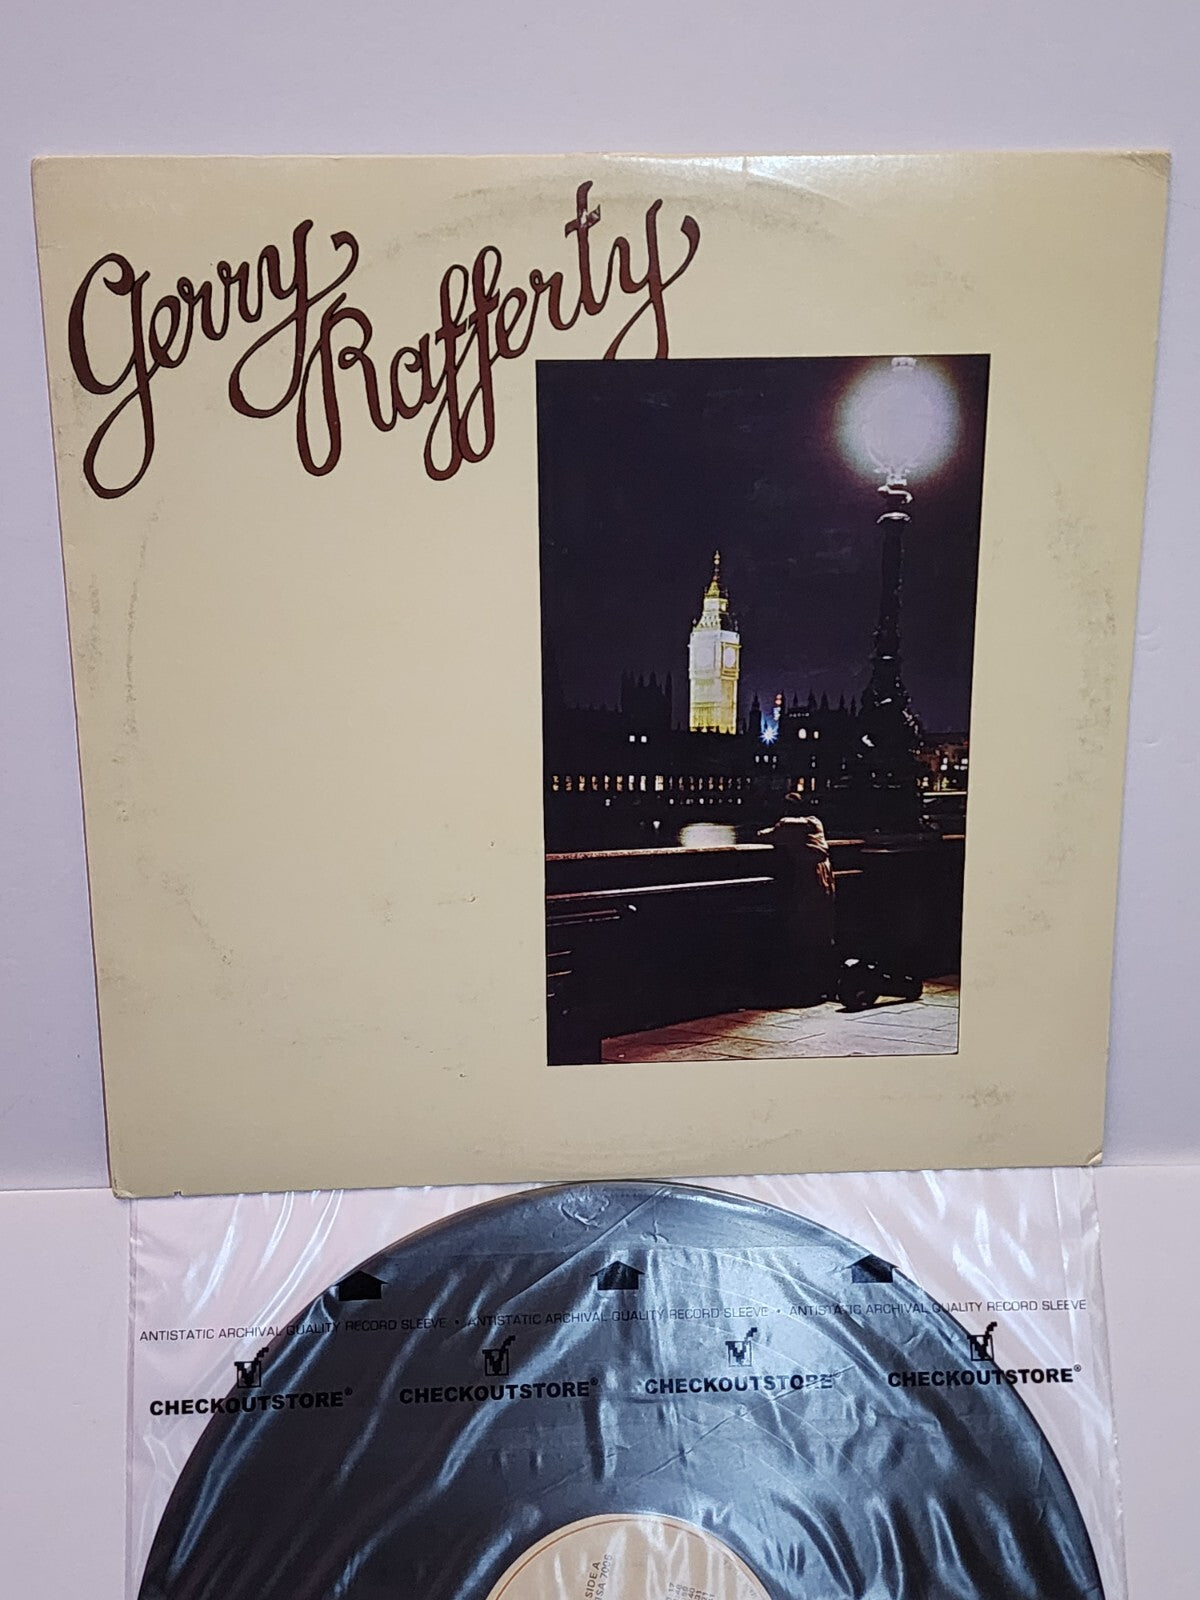 Gerry
Rafferty
ANTISTATIC ARCHIVAL QUALITY RECORD SLEEVE • ANTISTATIC ARCHIVAL QUALITY RECORD SLEEVE • ANTISTATIC ARCHIVAL QUALITY RECORD SLEEVE
CHECKOUTSTORE® CHECKOUTSTORE® CHECKOUTSTORE® CHECKOUTSTORE®
SIDE A